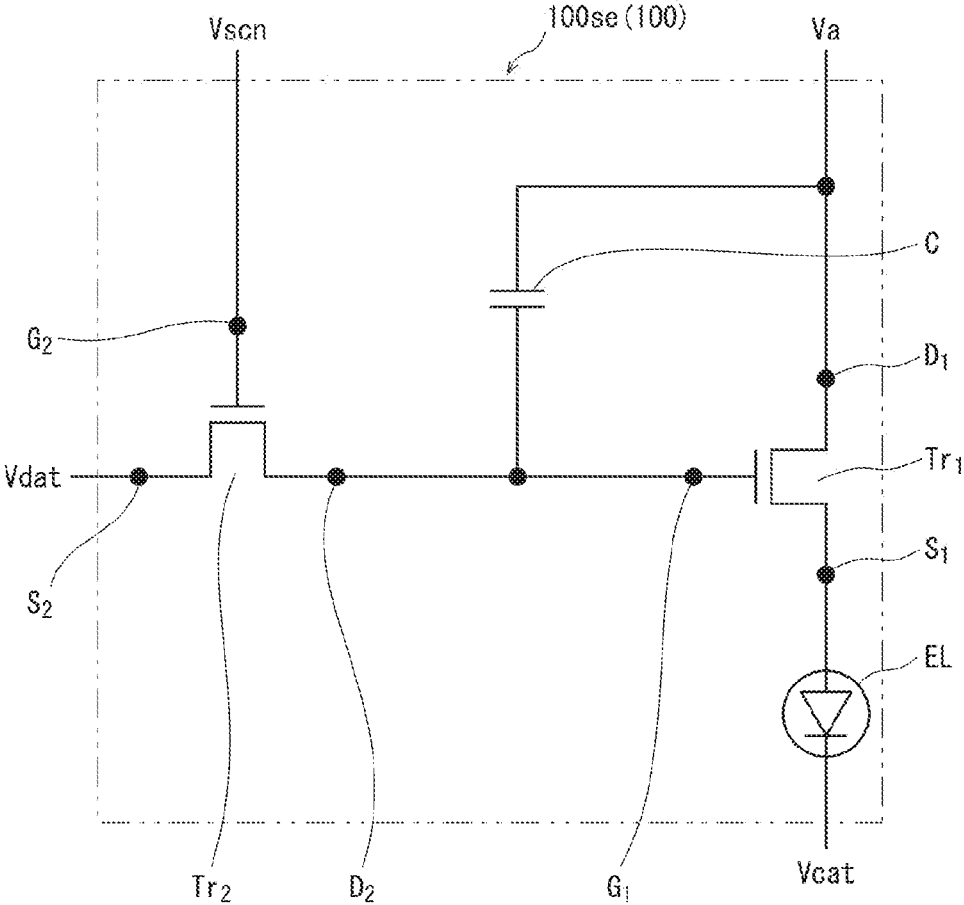 100se(100)
Vscn
Va
C
G₂
D₁
Vdat
Tr₁
S₁
S₂
EL
Tr₂
D₂
G₁
Vcat